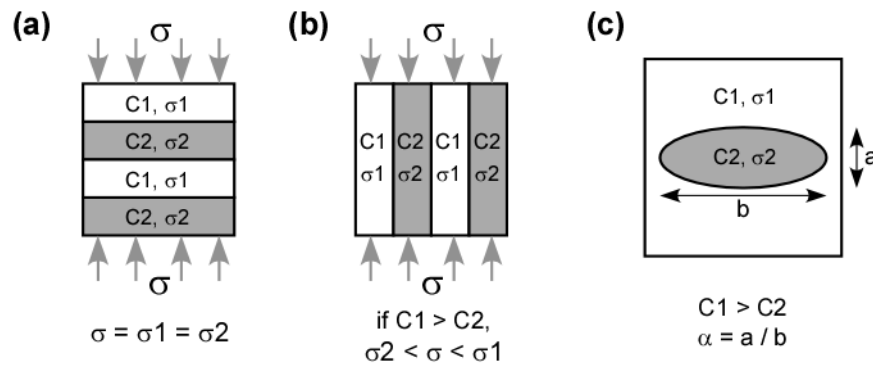 (a)
σ
C1, σ1
C2, σ2
C1, σ1
C2, σ2
σ
σ = σ1 = σ2
(b)
σ
C1 C2 C1 C2
σ1 σ2 σ1 σ2
σ
if C1 > C2,
σ2 < σ < σ1
(c)
C1, σ1
C2, σ2
a
b
C1 > C2
α = a / b